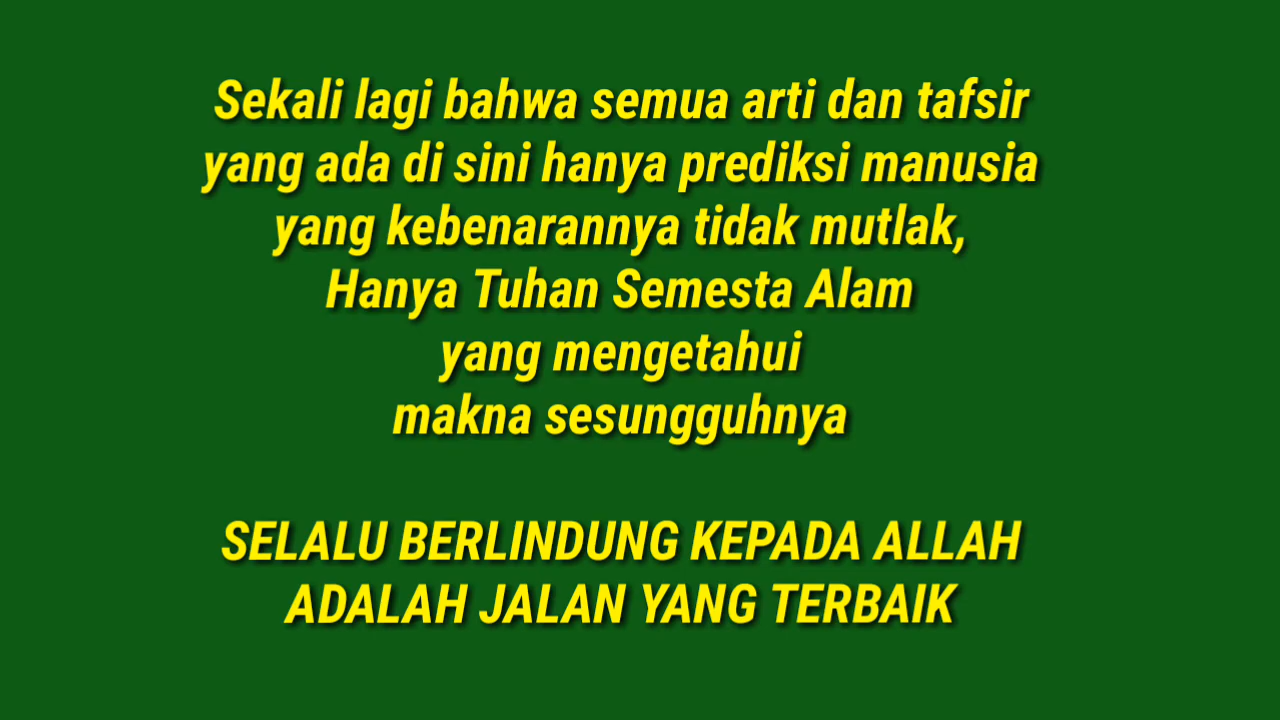 Sekali lagi bahwa semua arti dan tafsir
yang ada di sini hanya prediksi manusia
yang kebenarannya tidak mutlak,
Hanya Tuhan Semesta Alam
yang mengetahui
makna sesungguhnya
SELALU BERLINDUNG KEPADA ALLAH
ADALAH JALAN YANG TERBAIK